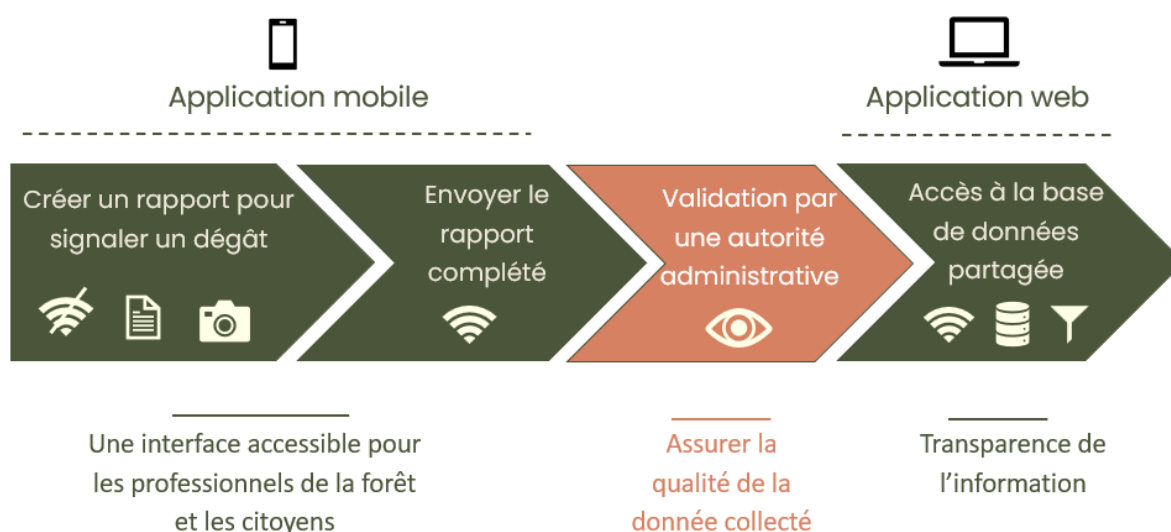 Application mobile
Application web
Créer un rapport pour
signaler un dégât
Envoyer le
rapport
complété
Validation par
une autorité
administrative
Accès à la base
de données
partagée
Une interface accessible pour
les professionnels de la forêt
et les citoyens
Assurer la
qualité de la
donnée collecté
Transparence de
l'information